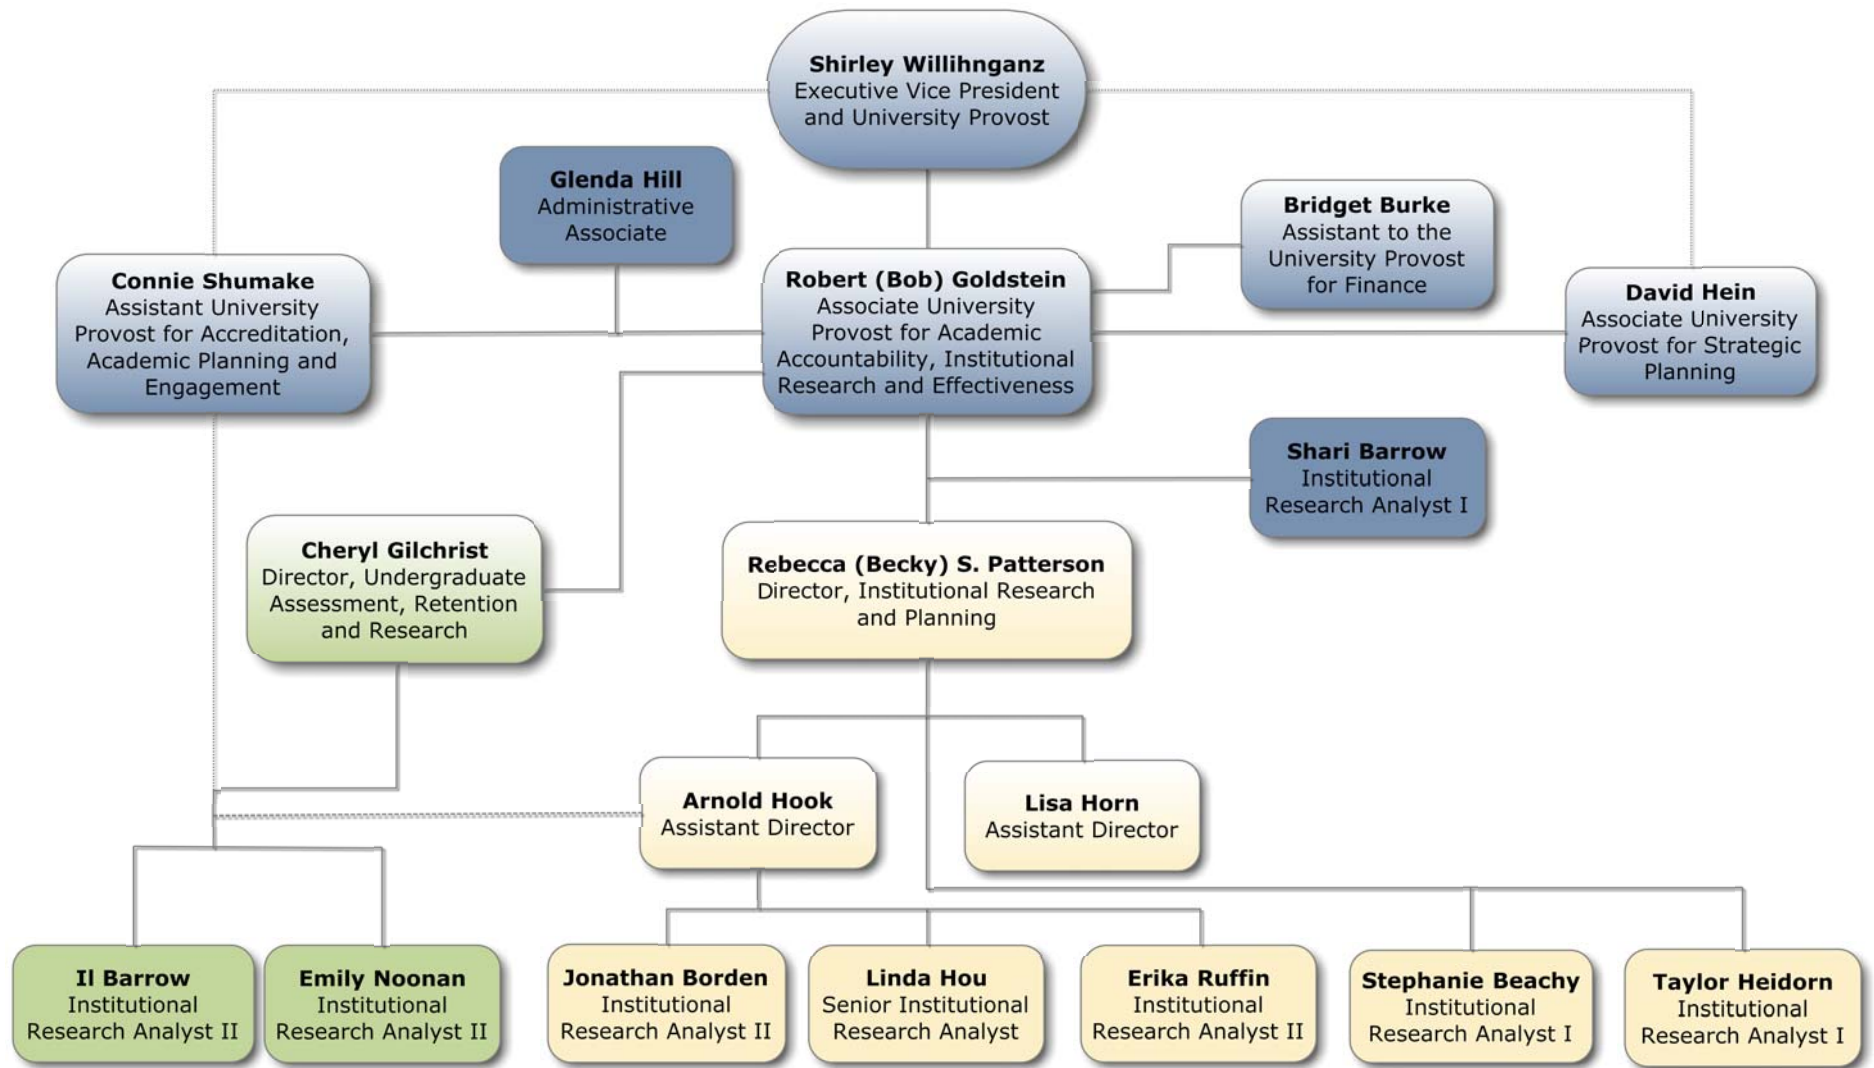 Shirley Willihnganz
Executive Vice President
and University Provost
Glenda Hill
Administrative
Associate
Bridget Burke
Assistant to the
University Provost
for Finance
Connie Shumake
Assistant University
Provost for Accreditation,
Academic Planning and
Engagement
Robert (Bob) Goldstein
Associate University
Provost for Academic
Accountability, Institutional
Research and Effectiveness
David Hein
Associate University
Provost for Strategic
Planning
Shari Barrow
Institutional
Research Analyst I
Cheryl Gilchrist
Director, Undergraduate
Assessment, Retention
and Research
Rebecca (Becky) S. Patterson
Director, Institutional Research
and Planning
Arnold Hook
Assistant Director
Lisa Horn
Assistant Director
Il Barrow
Institutional
Research Analyst II
Emily Noonan
Institutional
Research Analyst II
Jonathan Borden
Institutional
Research Analyst II
Linda Hou
Senior Institutional
Research Analyst
Erika Ruffin
Institutional
Research Analyst II
Stephanie Beachy
Institutional
Research Analyst I
Taylor Heidorn
Institutional
Research Analyst I